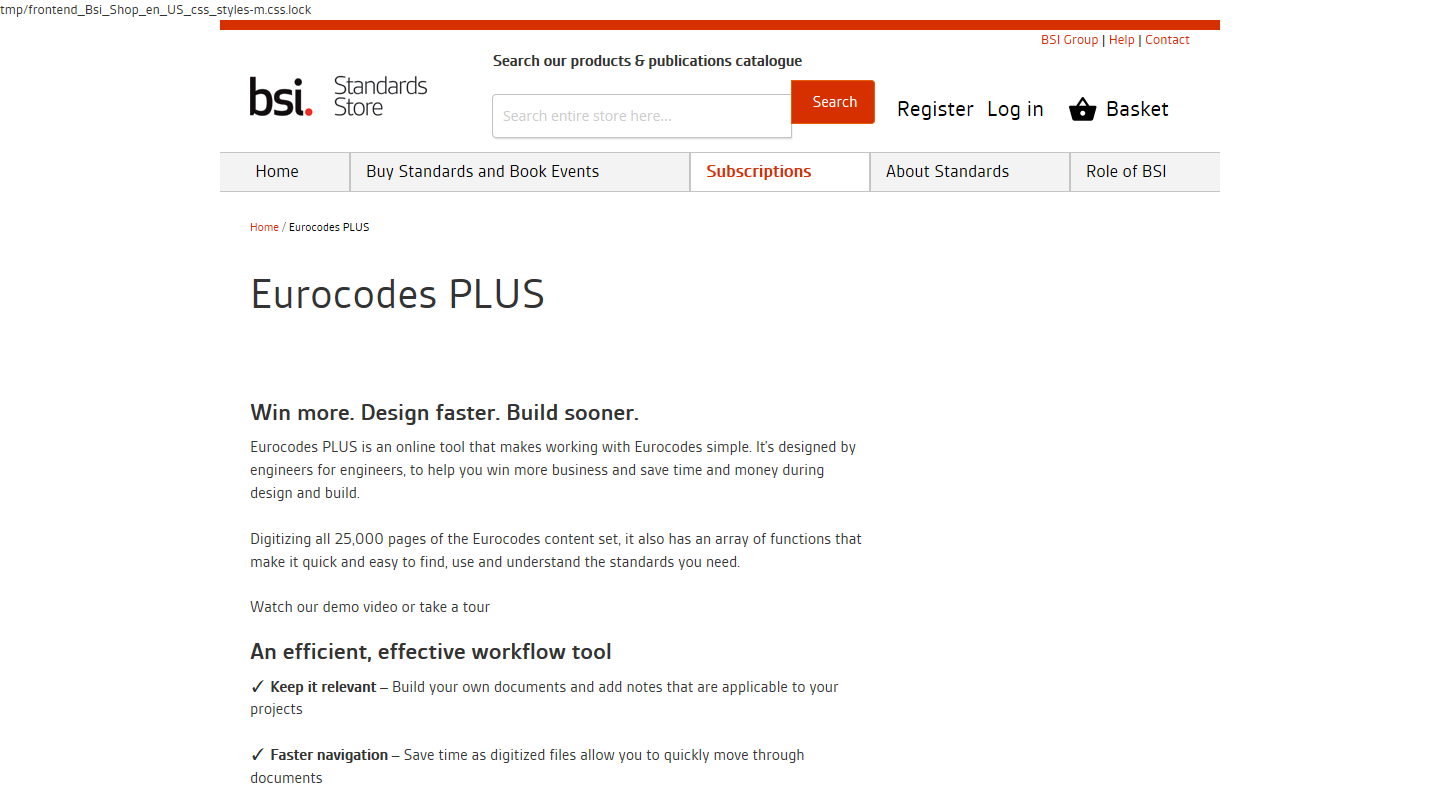 tmp/frontend_Bsi_Shop_en_US_css_styles-m.css.lock
BSI Group | Help | Contact
Search our products & publications catalogue
bsi. Standards Store
Search entire store here...
Search
Register Log in Basket
Home
Buy Standards and Book Events
Subscriptions
About Standards
Role of BSI
Home / Eurocodes PLUS
Eurocodes PLUS
Win more. Design faster. Build sooner.
Eurocodes PLUS is an online tool that makes working with Eurocodes simple. It's designed by
engineers for engineers, to help you win more business and save time and money during
design and build.
Digitizing all 25,000 pages of the Eurocodes content set, it also has an array of functions that
make it quick and easy to find, use and understand the standards you need.
Watch our demo video or take a tour
An efficient, effective workflow tool
✓ Keep it relevant – Build your own documents and add notes that are applicable to your
projects
✓ Faster navigation – Save time as digitized files allow you to quickly move through
documents